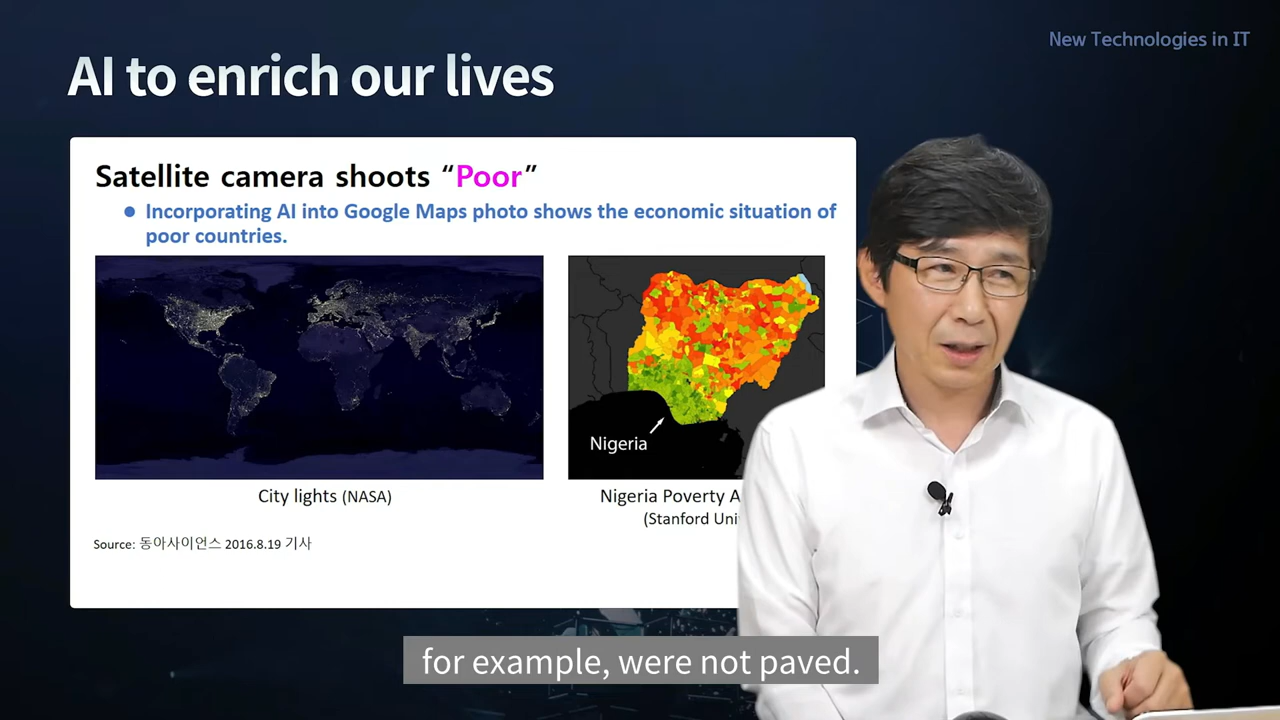 New Technologies in IT
AI to enrich our lives
Satellite camera shoots “Poor”
● Incorporating AI into Google Maps photo shows the economic situation of
poor countries.
Nigeria
City lights (NASA)
Nigeria Poverty A
(Stanford Uni
Source: 동아사이언스 2016.8.19 기사
for example, were not paved.